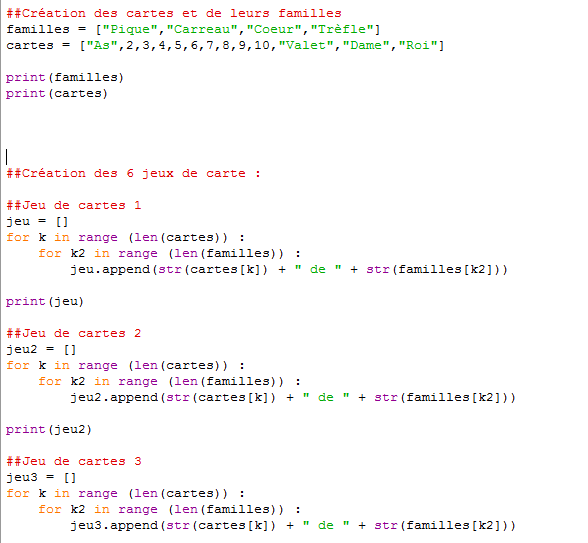 ##Création des cartes et de leurs familles
familles = ["Pique","Carreau","Coeur","Trèfle"]
cartes = ["As",2,3,4,5,6,7,8,9,10,"Valet","Dame","Roi"]
print(familles)
print(cartes)
##Création des 6 jeux de carte :
##Jeu de cartes 1
jeu = []
for k in range (len(cartes)) :
    for k2 in range (len(familles)) :
        jeu.append(str(cartes[k]) + " de " + str(familles[k2]))
print(jeu)
##Jeu de cartes 2
jeu2 = []
for k in range (len(cartes)) :
    for k2 in range (len(familles)) :
        jeu2.append(str(cartes[k]) + " de " + str(familles[k2]))
print(jeu2)
##Jeu de cartes 3
jeu3 = []
for k in range (len(cartes)) :
    for k2 in range (len(familles)) :
        jeu3.append(str(cartes[k]) + " de " + str(familles[k2]))